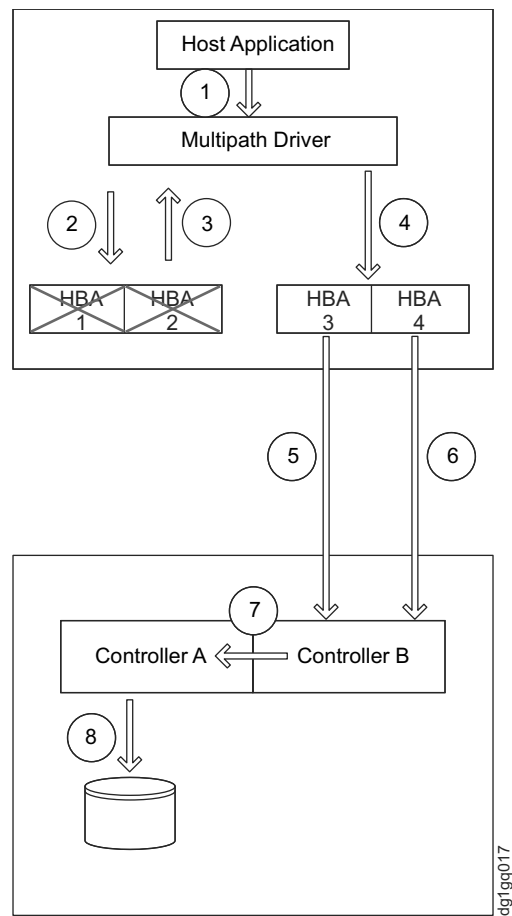 Host Application
1
Multipath Driver
2
3
4
HBA 1
HBA 2
HBA 3
HBA 4
5
6
7
Controller A
Controller B
8
dg1gq017